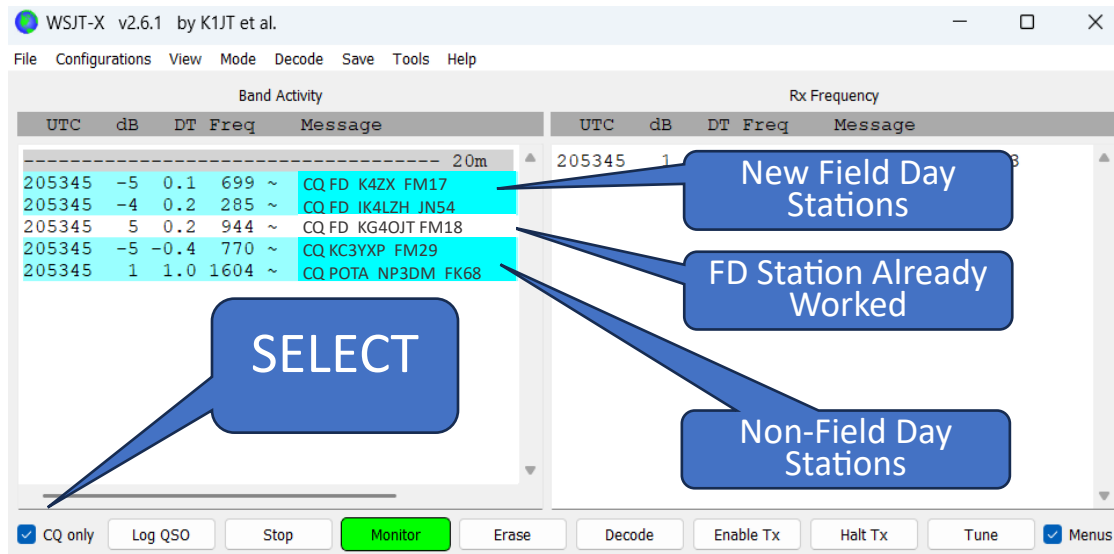 WSJT-X v2.6.1 by K1JT et al.
File Configurations View Mode Decode Save Tools Help
Band Activity
UTC dB DT Freq Message
---------------------------------------- 20m
205345 -5 0.1 699 ~ CQ FD K4ZX FM17
205345 -4 0.2 285 ~ CQ FD IK4LZH JN54
205345 5 0.2 944 ~ CQ FD KG4OJT FM18
205345 -5 -0.4 770 ~ CQ KC3YXP FM29
205345 1 1.0 1604 ~ CQ POTA NP3DM FK68
SELECT
Rx Frequency
UTC dB DT Freq Message
205345 1
New Field Day
Stations
FD Station Already
Worked
Non-Field Day
Stations
CQ only Log QSO Stop Monitor Erase Decode Enable Tx Halt Tx Tune Menus